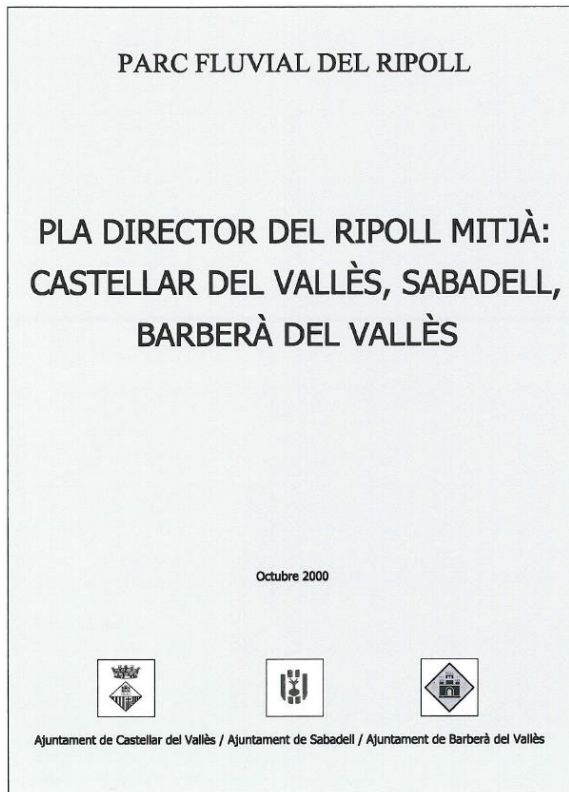 PARC FLUVIAL DEL RIPOLL
PLA DIRECTOR DEL RIPOLL MITJÀ:
CASTELLAR DEL VALLÈS, SABADELL,
BARBERÀ DEL VALLÈS
Octubre 2000
Ajuntament de Castellar del Vallès / Ajuntament de Sabadell / Ajuntament de Barberà del Vallès